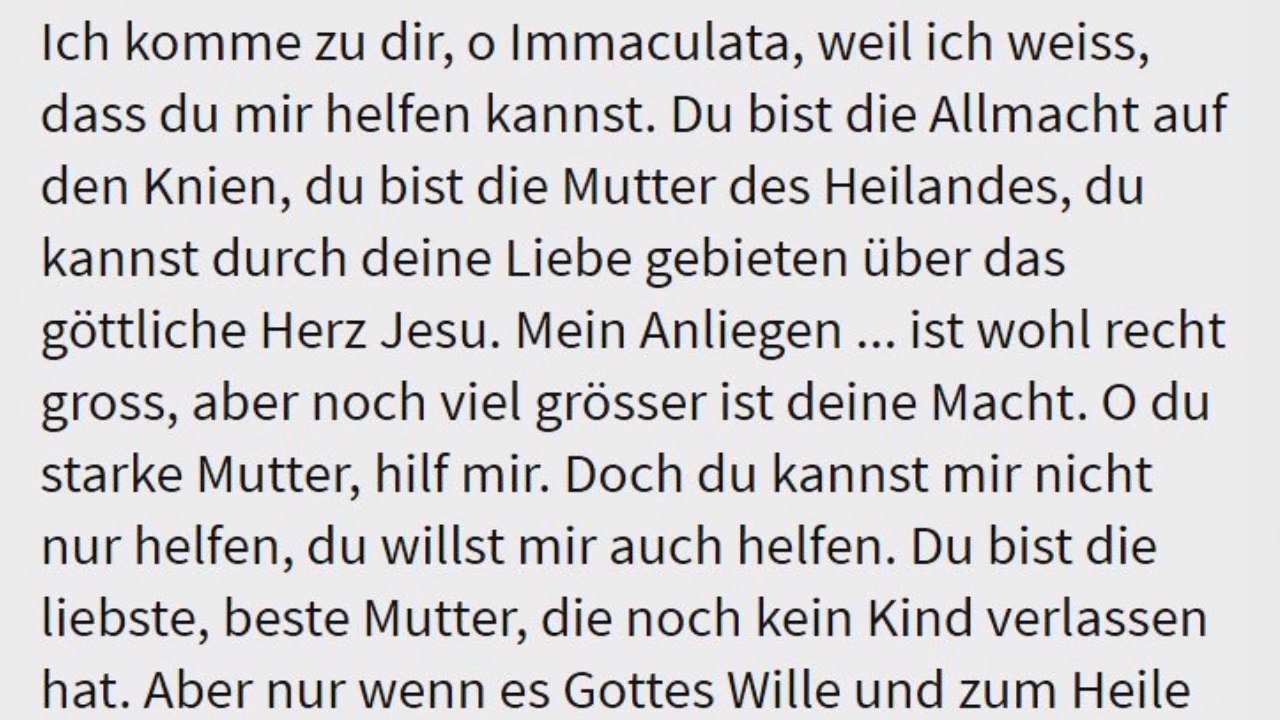 Ich komme zu dir, o Immaculata, weil ich weiss,
dass du mir helfen kannst. Du bist die Allmacht auf
den Knien, du bist die Mutter des Heilandes, du
kannst durch deine Liebe gebieten über das
göttliche Herz Jesu. Mein Anliegen ... ist wohl recht
gross, aber noch viel grösser ist deine Macht. O du
starke Mutter, hilf mir. Doch du kannst mir nicht
nur helfen, du willst mir auch helfen. Du bist die
liebste, beste Mutter, die noch kein Kind verlassen
hat. Aber nur wenn es Gottes Wille und zum Heile